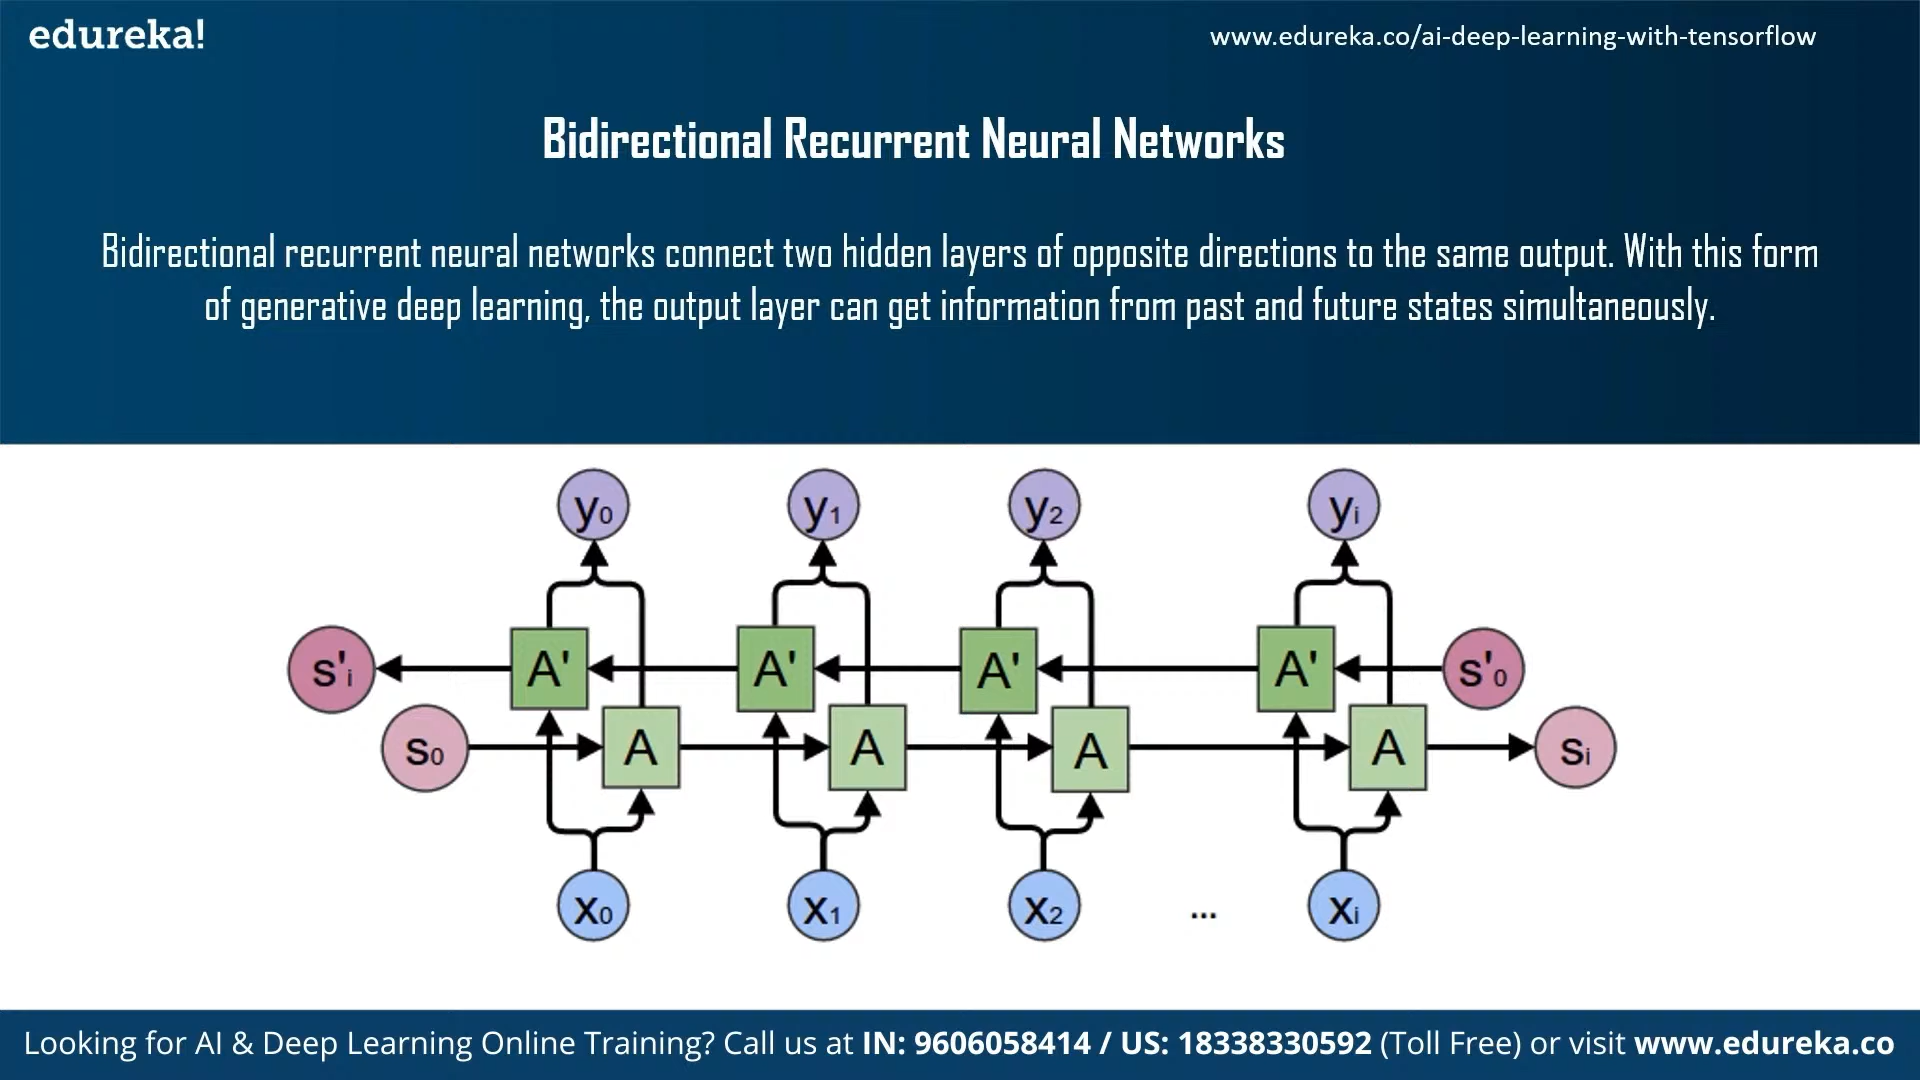 edureka!
www.edureka.co/ai-deep-learning-with-tensorflow
Bidirectional Recurrent Neural Networks
Bidirectional recurrent neural networks connect two hidden layers of opposite directions to the same output. With this form
of generative deep learning, the output layer can get information from past and future states simultaneously.
y0 y1 y2 yi
s'i A' A' A' A' s'0
s0 A A A A si
x0 x1 x2 ... xi
Looking for AI & Deep Learning Online Training? Call us at IN: 9606058414 / US: 18338330592 (Toll Free) or visit www.edureka.co